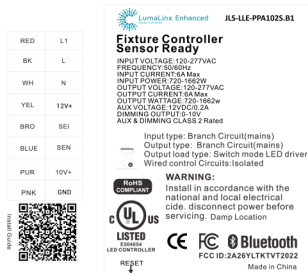 RED L1
BK L
WH N
YEL 12V+
BRO SEI
BLUE SEN
PUR 10V+
PNK GND
Install Guide
LumaLinx Enhanced JLS-LLE-PPA102S.B1
Fixture Controller
Sensor Ready
INPUT VOLTAGE:120-277VAC
FREQUENCY:50/60Hz
INPUT CURRENT:6A Max
INPUT POWER:720-1662W
OUTPUT VOLTAGE:120-277VAC
OUTPUT CURRENT:6A Max
OUTPUT WATTAGE:720-1662w
AUX VOLTAGE:12VDC/0.2A
DIMMING OUTPUT:0-10V
AUX & DIMMING CLASS 2 Rated
Input type: Branch Circuit(mains)
Output type: Branch Circuit(mains)
Output load type: Switch mode LED driver
Wired control Circuits:Isolated
RoHS
COMPLIANT
WARNING:
Install in accordance with the
national and local electrical
cide. disconect power before
servicing. Damp Location
c UL US
LISTED
E504054
LED CONTROLLER
RESET
CE FC Bluetooth
FCC ID:2A26YLTKTVT2022
Made in China